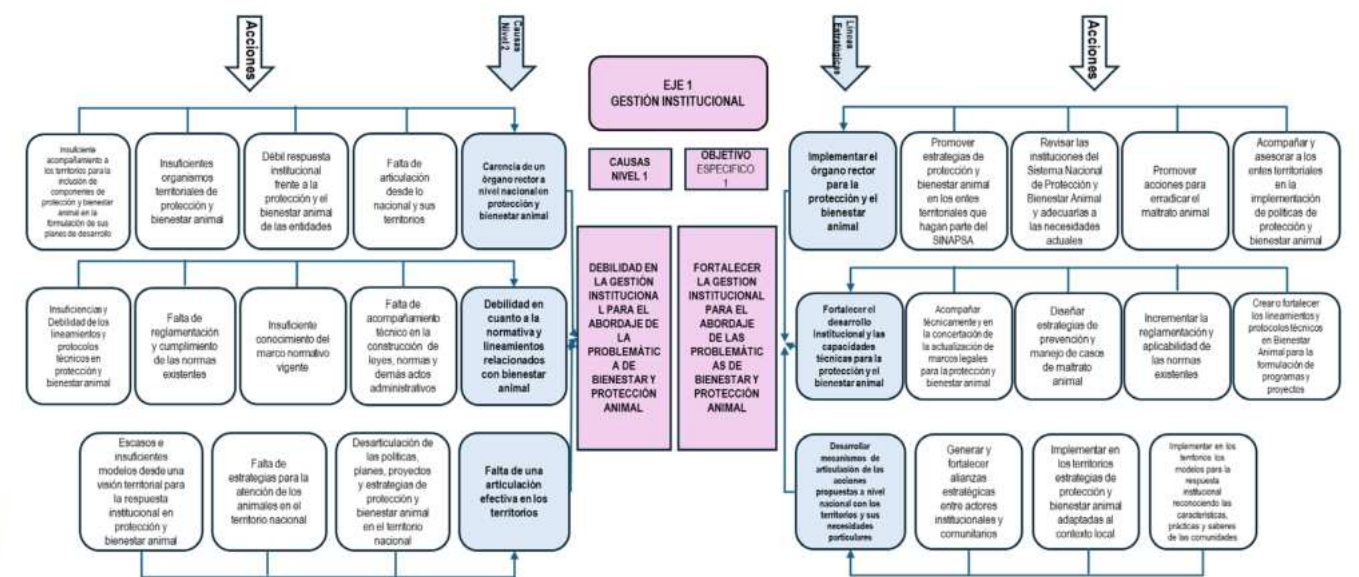 Acciones
Causas
Nivel 2
Líneas
Estratégicas
Acciones
EJE 1
GESTIÓN INSTITUCIONAL
CAUSAS
NIVEL 1
OBJETIVO
ESPECIFICO
1
Insuficiente
acompañamiento a
los territorios para la
inclusión de
componentes de
protección y bienestar
animal en la
formulación de sus
planes de desarrollo
Insuficientes
organismos
territoriales de
protección y
bienestar animal
Débil respuesta
institucional
frente a la
protección y el
bienestar animal
de las entidades
Falta de
articulación
desde lo
nacional y sus
territorios
Carencia de un
órgano rector a
nivel nacional en
protección y
bienestar animal
Implementar el
órgano rector
para la
protección y el
bienestar
animal
Promover
estrategias de
protección y
bienestar animal
en los entes
territoriales que
hagan parte del
SINAPSA
Revisar las
instituciones del
Sistema Nacional
de Protección y
Bienestar Animal
y adecuarlas a
las necesidades
actuales
Promover
acciones para
erradicar el
maltrato animal
Acompañar y
asesorar a los
entes territoriales
en la
implementación
de políticas de
protección y
bienestar animal
DEBILIDAD EN
LA GESTIÓN
INSTITUCIONA
L PARA EL
ABORDAJE DE
LA
PROBLEMÁTIC
A DE
BIENESTAR Y
PROTECCIÓN
ANIMAL
FORTALECER
LA GESTION
INSTITUCIONAL
PARA EL
ABORDAJE
DE LAS
PROBLEMÁTIC
AS DE
BIENESTAR Y
PROTECCIÓN
ANIMAL
Insuficiencias y
Debilidad de los
lineamientos y
protocolos
técnicos en
protección y
bienestar animal
Falta de
reglamentación
y cumplimiento
de las normas
existentes
Insuficiente
conocimiento del
marco normativo
vigente
Falta de
acompañamiento
técnico en la
construcción de
leyes, normas y
demás actos
administrativos
Debilidad en
cuanto a la
normativa y
lineamientos
relacionados
con bienestar
animal
Fortalecer el
desarrollo
Institucional y las
capacidades
técnicas para la
protección y el
bienestar animal
Acompañar
técnicamente y en
la concertación de
la actualización de
marcos legales
para la protección y
bienestar animal
Diseñar
estrategias de
prevención y
manejo de casos
de maltrato
animal
Incrementar la
reglamentación y
aplicabilidad de
las normas
existentes
Crear o fortalecer
los lineamientos y
protocolos técnicos
en Bienestar
Animal para la
formulación de
programas y
proyectos
Escasos e
insuficientes
modelos desde una
visión territorial para
la respuesta
institucional en
protección y
bienestar animal
Falta de
estrategias para la
atención de los
animales en el
territorio nacional
Desarticulación de
las políticas,
planes, proyectos
y estrategias de
protección y
bienestar animal
en el territorio
nacional
Falta de una
articulación
efectiva en los
territorios
Desarrollar
mecanismos de
articulación de las
acciones
propuestas a nivel
nacional con los
territorios y sus
necesidades
particulares
Generar y
fortalecer
alianzas
estratégicas
entre actores
institucionales y
comunitarios
Implementar en
los territorios
estrategias de
protección y
bienestar animal
adaptadas al
contexto local
Implementar en los
territorios los
modelos para la
respuesta
institucional
reconociendo las
características,
prácticas y saberes
de las comunidades